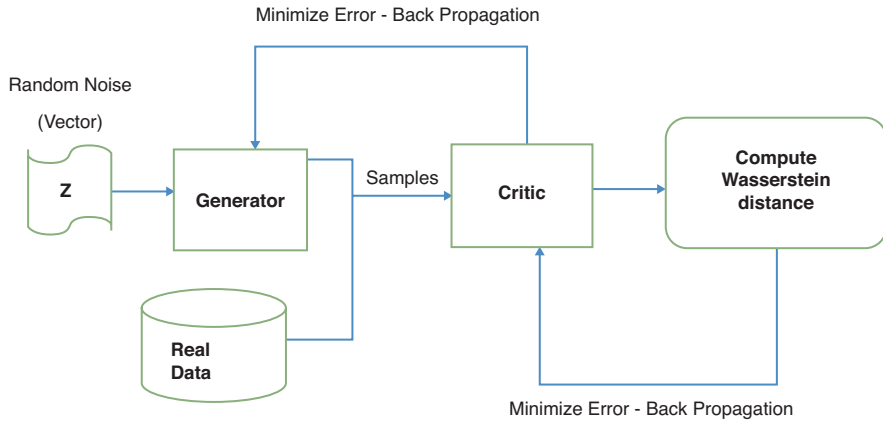 Minimize Error - Back Propagation
Random Noise
(Vector)
Z
Generator
Samples
Critic
Compute
Wasserstein
distance
Real
Data
Minimize Error - Back Propagation